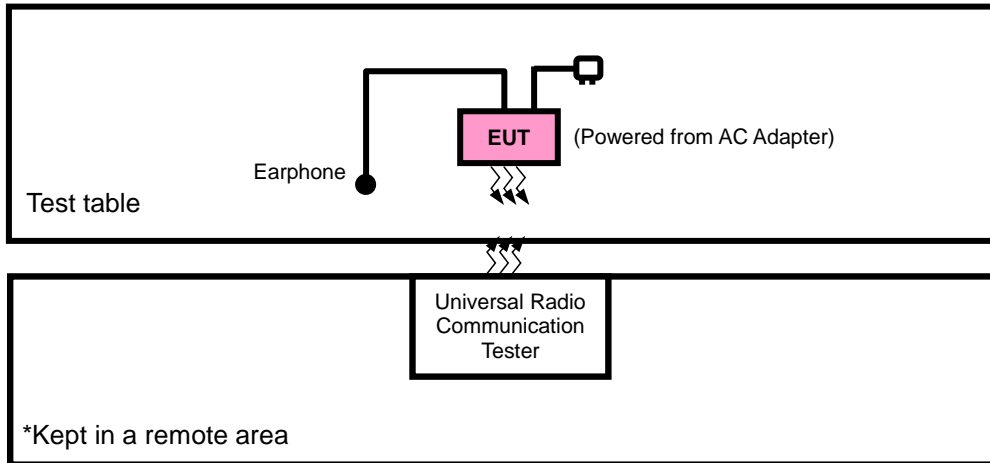 EUT
(Powered from AC Adapter)
Earphone
Test table
Universal Radio
Communication
Tester
*Kept in a remote area